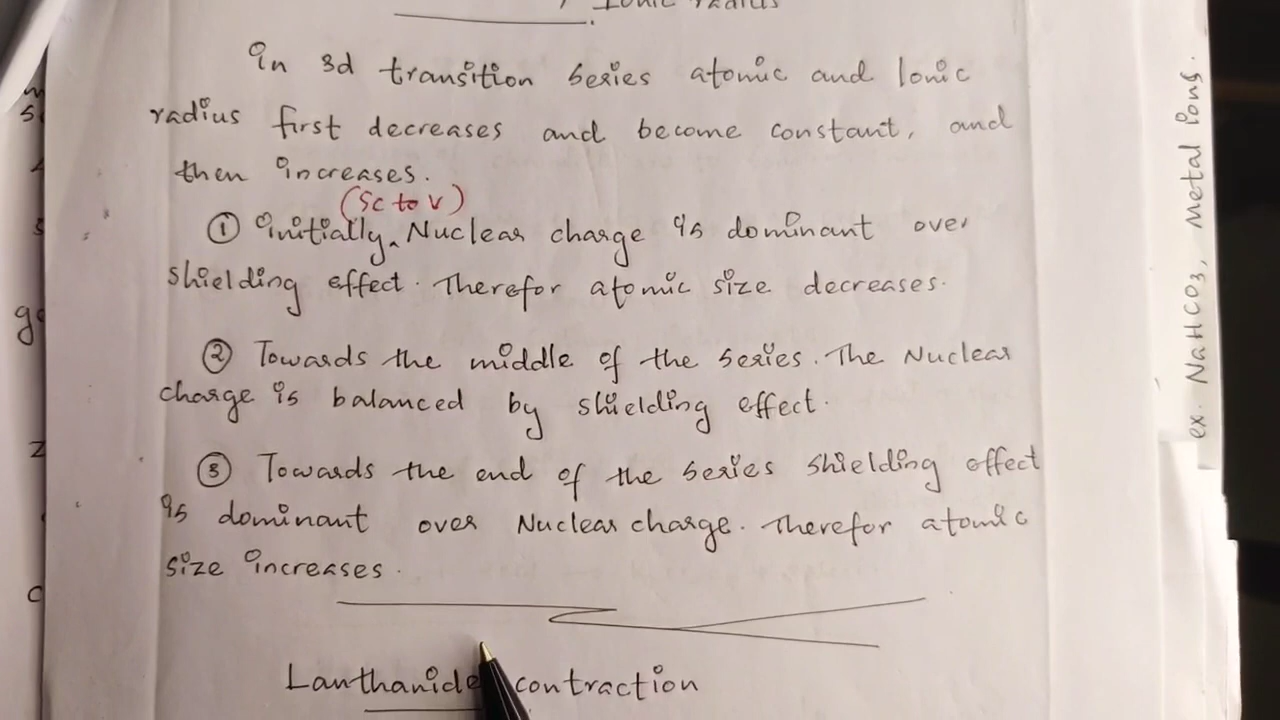 Ionic radius
In 3d transition series atomic and Ionic
radius first decreases and become constant, and
then increases.
(Sc to V)
① initially, Nuclear charge is dominant over
shielding effect. Therefor atomic size decreases.
② Towards the middle of the series. The Nuclear
charge is balanced by shielding effect.
③ Towards the end of the series shielding effect
is dominant over Nuclear charge. Therefor atomic
size increases.
Lanthanide contraction
ex. NaHCO3, Metal